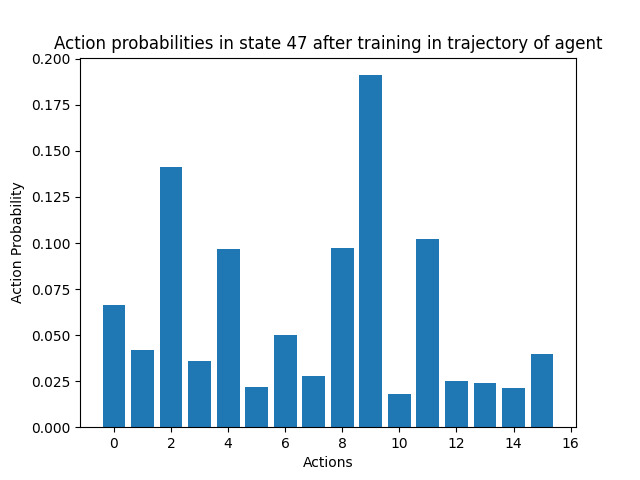 Action probabilities in state 47 after training in trajectory of agent
0.200
0.175
0.150
0.125
0.100
0.075
0.050
0.025
0.000
Action Probability
0 2 4 6 8 10 12 14 16
Actions